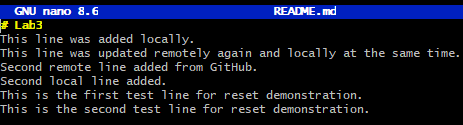 GNU nano 8.6 README.md
# Lab3
This line was added locally.
This line was updated remotely again and locally at the same time.
Second remote line added from GitHub.
Second local line added.
This is the first test line for reset demonstration.
This is the second test line for reset demonstration.